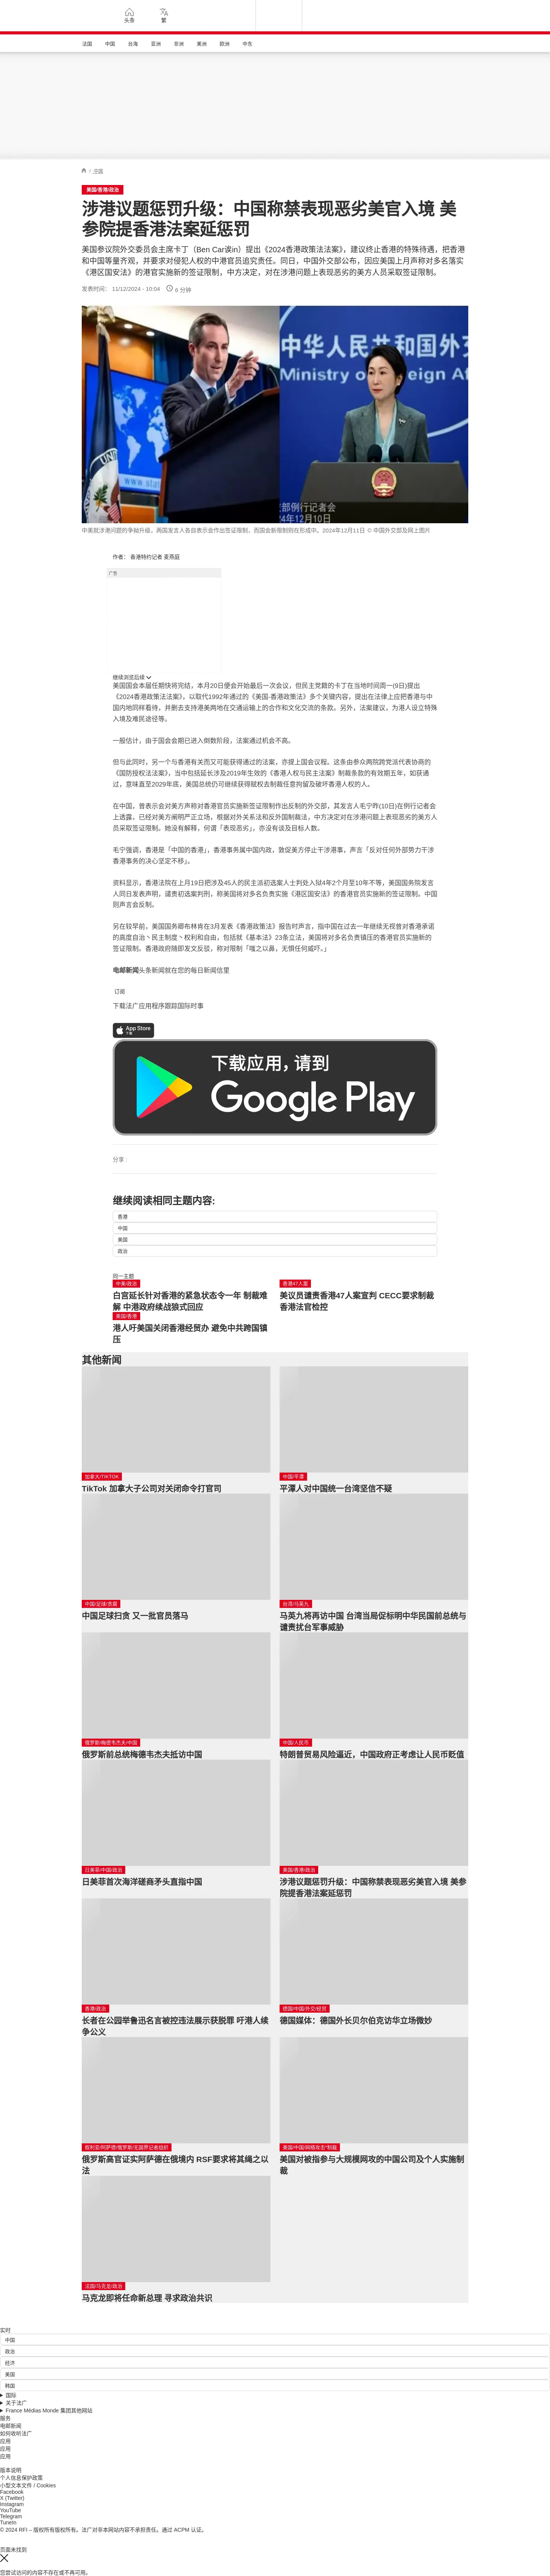 头条
繁
法国
中国
台海
亚洲
非洲
美洲
欧洲
中东
/ 中国
美国/香港/政治
涉港议题惩罚升级：中国称禁表现恶劣美官入境 美
参院提香港法案延惩罚
美国参议院外交委员会主席卡丁（Ben Car诶in）提出《2024香港政策法法案》，建议终止香港的特殊待遇，把香港
和中国等量齐观，并要求对侵犯人权的中港官员追究责任。同日，中国外交部公布，因应美国上月声称对多名落实
《港区国安法》的港官实施新的签证限制，中方决定，对在涉港问题上表现恶劣的美方人员采取签证限制。
发表时间： 11/12/2024 - 10:04
6 分钟
中华人民共和国外交
Ministry of Foreign Affairs
部例行记者会
24年12月10日
中美就涉港问题的争拗升级，两国发言人各自表示会作出签证限制，而国会新限制则在形成中。2024年12月11日 © 中国外交部及网上图片
作者： 香港特约记者 麦燕庭
广告
继续浏览后续
美国国会本届任期快将完结，本月20日便会开始最后一次会议，但民主党籍的卡丁在当地时间周一(9日)提出
《2024香港政策法法案》，以取代1992年通过的《美国-香港政策法》多个关键内容，提出在法律上应把香港与中
国内地同样看待，并删去支持港美两地在交通运输上的合作和文化交流的条款。另外，法案建议，为港人设立特殊
入境及难民途径等。
一般估计，由于国会会期已进入倒数阶段，法案通过机会不高。
但与此同时，另一个与香港有关而又可能获得通过的法案，亦提上国会议程。这条由参众两院跨党派代表协商的
《国防授权法法案》，当中包括延长涉及2019年生效的《香港人权与民主法案》制裁条款的有效期五年，如获通
过，意味直至2029年底，美国总统仍可继续获得赋权去制裁任意拘留及破坏香港人权的人。
在中国，曾表示会对美方声称对香港官员实施新签证限制作出反制的外交部，其发言人毛宁昨(10日)在例行记者会
上透露，已经对美方阐明严正立场，根据对外关系法和反外国制裁法，中方决定对在涉港问题上表现恶劣的美方人
员采取签证限制。她没有解释，何谓「表现恶劣」，亦没有谈及目标人数。
毛宁强调，香港是「中国的香港」，香港事务属中国内政，敦促美方停止干涉港事，声言「反对任何外部势力干涉
香港事务的决心坚定不移」。
资料显示，香港法院在上月19日把涉及45人的民主派初选案人士判处入狱4年2个月至10年不等，美国国务院发言
人同日发表声明，谴责初选案判刑，称美国将对多名负责实施《港区国安法》的香港官员实施新的签证限制。中国
则声言会反制。
另在较早前，美国国务卿布林肯在3月发表《香港政策法》报告时声言，指中国在过去一年继续无视曾对香港承诺
的高度自治丶民主制度丶权利和自由，包括就《基本法》23条立法，美国将对多名负责镇压的香港官员实施新的
签证限制。香港政府随即发文反驳，称对限制「嗤之以鼻，无惧任何威吓。」
电邮新闻头条新闻就在您的每日新闻信里
订阅
下载法广应用程序跟踪国际时事
App Store
下载
下载应用，请到
Google Play
分享 :
继续阅读相同主题内容:
香港
中国
美国
政治
同一主题
中美/政治
白宫延长针对香港的紧急状态令一年 制裁难
解 中港政府续战狼式回应
香港47人案
美议员谴责香港47人案宣判 CECC要求制裁
香港法官检控
美国/香港
港人吁美国关闭香港经贸办 避免中共跨国镇
压
其他新闻
加拿大/TIKTOK
TikTok 加拿大子公司对关闭命令打官司
中国/平潭
平潭人对中国统一台湾坚信不疑
中国/足球/贪腐
中国足球扫贪 又一批官员落马
台湾/马英九
马英九将再访中国 台湾当局促标明中华民国前总统与
谴责扰台军事威胁
俄罗斯/梅德韦杰夫/中国
俄罗斯前总统梅德韦杰夫抵访中国
中国/人民币
特朗普贸易风险逼近，中国政府正考虑让人民币贬值
日美菲/中国/政治
日美菲首次海洋磋商矛头直指中国
美国/香港/政治
涉港议题惩罚升级：中国称禁表现恶劣美官入境 美参
院提香港法案延惩罚
香港/政法
长者在公园举鲁迅名言被控违法展示获脱罪 吁港人续
争公义
德国/中国/外交/经贸
德国媒体：德国外长贝尔伯克访华立场微妙
叙利亚/阿萨德/俄罗斯/无国界记者组织
俄罗斯高官证实阿萨德在俄境内 RSF要求将其绳之以
法
美国/中国/网络攻击*制裁
美国对被指参与大规模网攻的中国公司及个人实施制
裁
法国/马克龙/政治
马克龙即将任命新总理 寻求政治共识
实时
中国
政治
经济
美国
韩国
国际
关于法广
France Médias Monde 集团其他网站
服务
电邮新闻
如何收听法广
应用
应用
应用
版本说明
个人信息保护政策
小型文本文件 / Cookies
Facebook
X (Twitter)
Instagram
YouTube
Telegram
TuneIn
© 2024 RFI – 版权所有版权所有。法广对非本网站内容不承担责任。通过 ACPM 认证。
页面未找到
您尝试访问的内容不存在或不再可用。